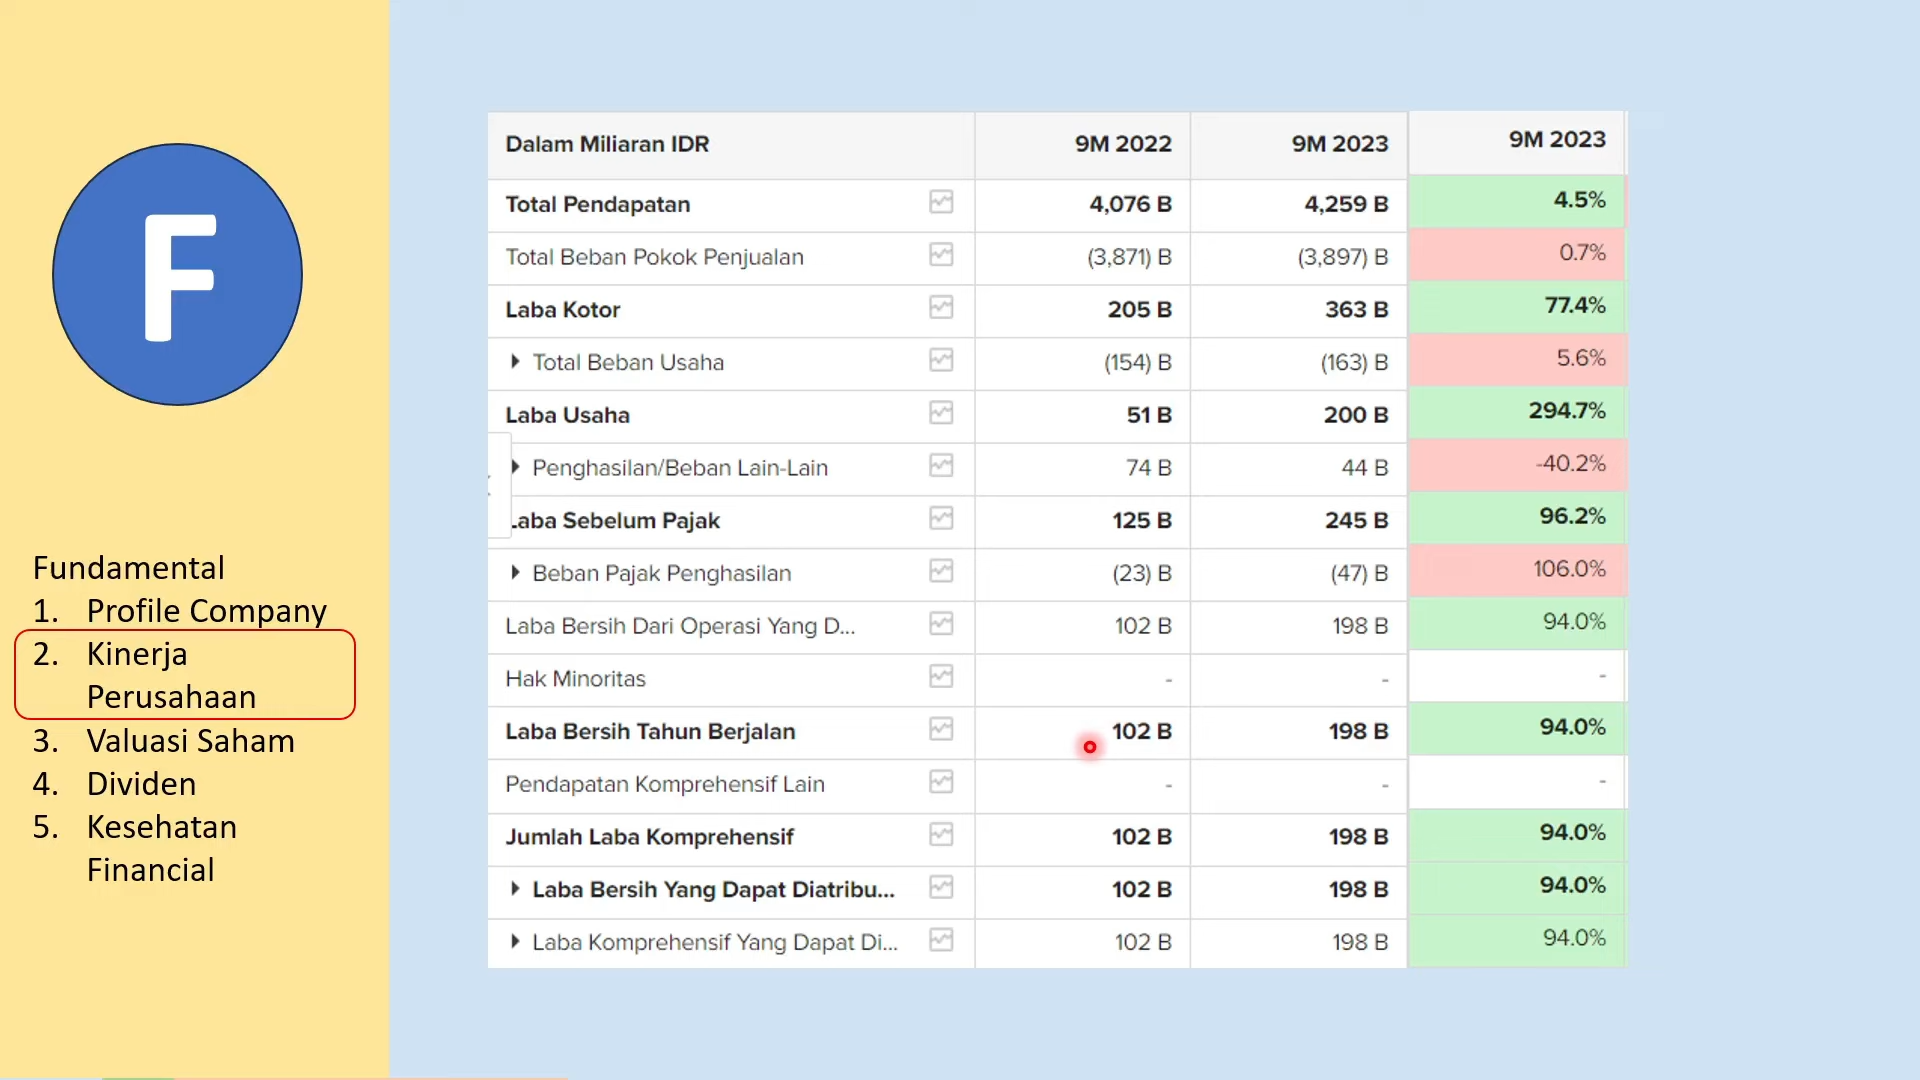 F
Fundamental
1. Profile Company
2. Kinerja
Perusahaan
3. Valuasi Saham
4. Dividen
5. Kesehatan
Financial
Dalam Miliaran IDR 9M 2022 9M 2023 9M 2023
Total Pendapatan 4,076 B 4,259 B 4.5%
Total Beban Pokok Penjualan (3,871) B (3,897) B 0.7%
Laba Kotor 205 B 363 B 77.4%
Total Beban Usaha (154) B (163) B 5.6%
Laba Usaha 51 B 200 B 294.7%
Penghasilan/Beban Lain-Lain 74 B 44 B -40.2%
Laba Sebelum Pajak 125 B 245 B 96.2%
Beban Pajak Penghasilan (23) B (47) B 106.0%
Laba Bersih Dari Operasi Yang D... 102 B 198 B 94.0%
Hak Minoritas - - -
Laba Bersih Tahun Berjalan 102 B 198 B 94.0%
Pendapatan Komprehensif Lain - - -
Jumlah Laba Komprehensif 102 B 198 B 94.0%
Laba Bersih Yang Dapat Diatribu... 102 B 198 B 94.0%
Laba Komprehensif Yang Dapat Di... 102 B 198 B 94.0%